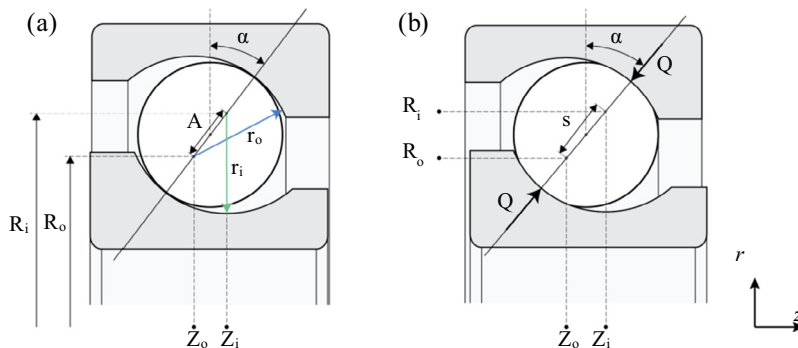 (a)
α
A
r_o
r_i
R_i
R_o
Z_o
Z_i
(b)
α
Q
R_i
s
R_o
Q
Z_o
Z_i
r
z